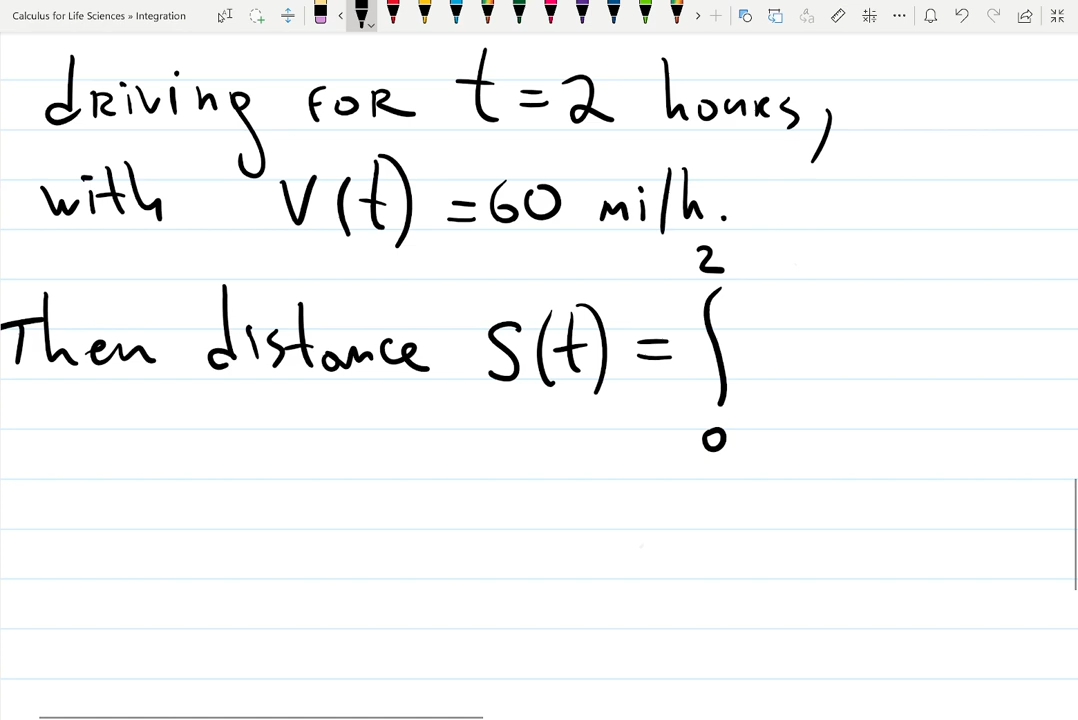 Calculus for Life Sciences » Integration
driving FOR t = 2 hours,
with V(t) = 60 mi/h.
Then distance S(t) = ∫₀²